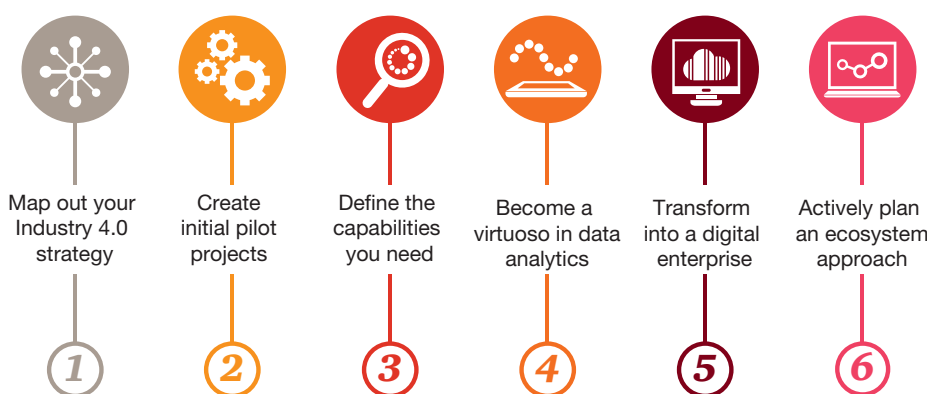 Map out your
Industry 4.0
strategy
1
Create
initial pilot
projects
2
Define the
capabilities
you need
3
Become a
virtuoso in data
analytics
4
Transform
into a digital
enterprise
5
Actively plan
an ecosystem
approach
6